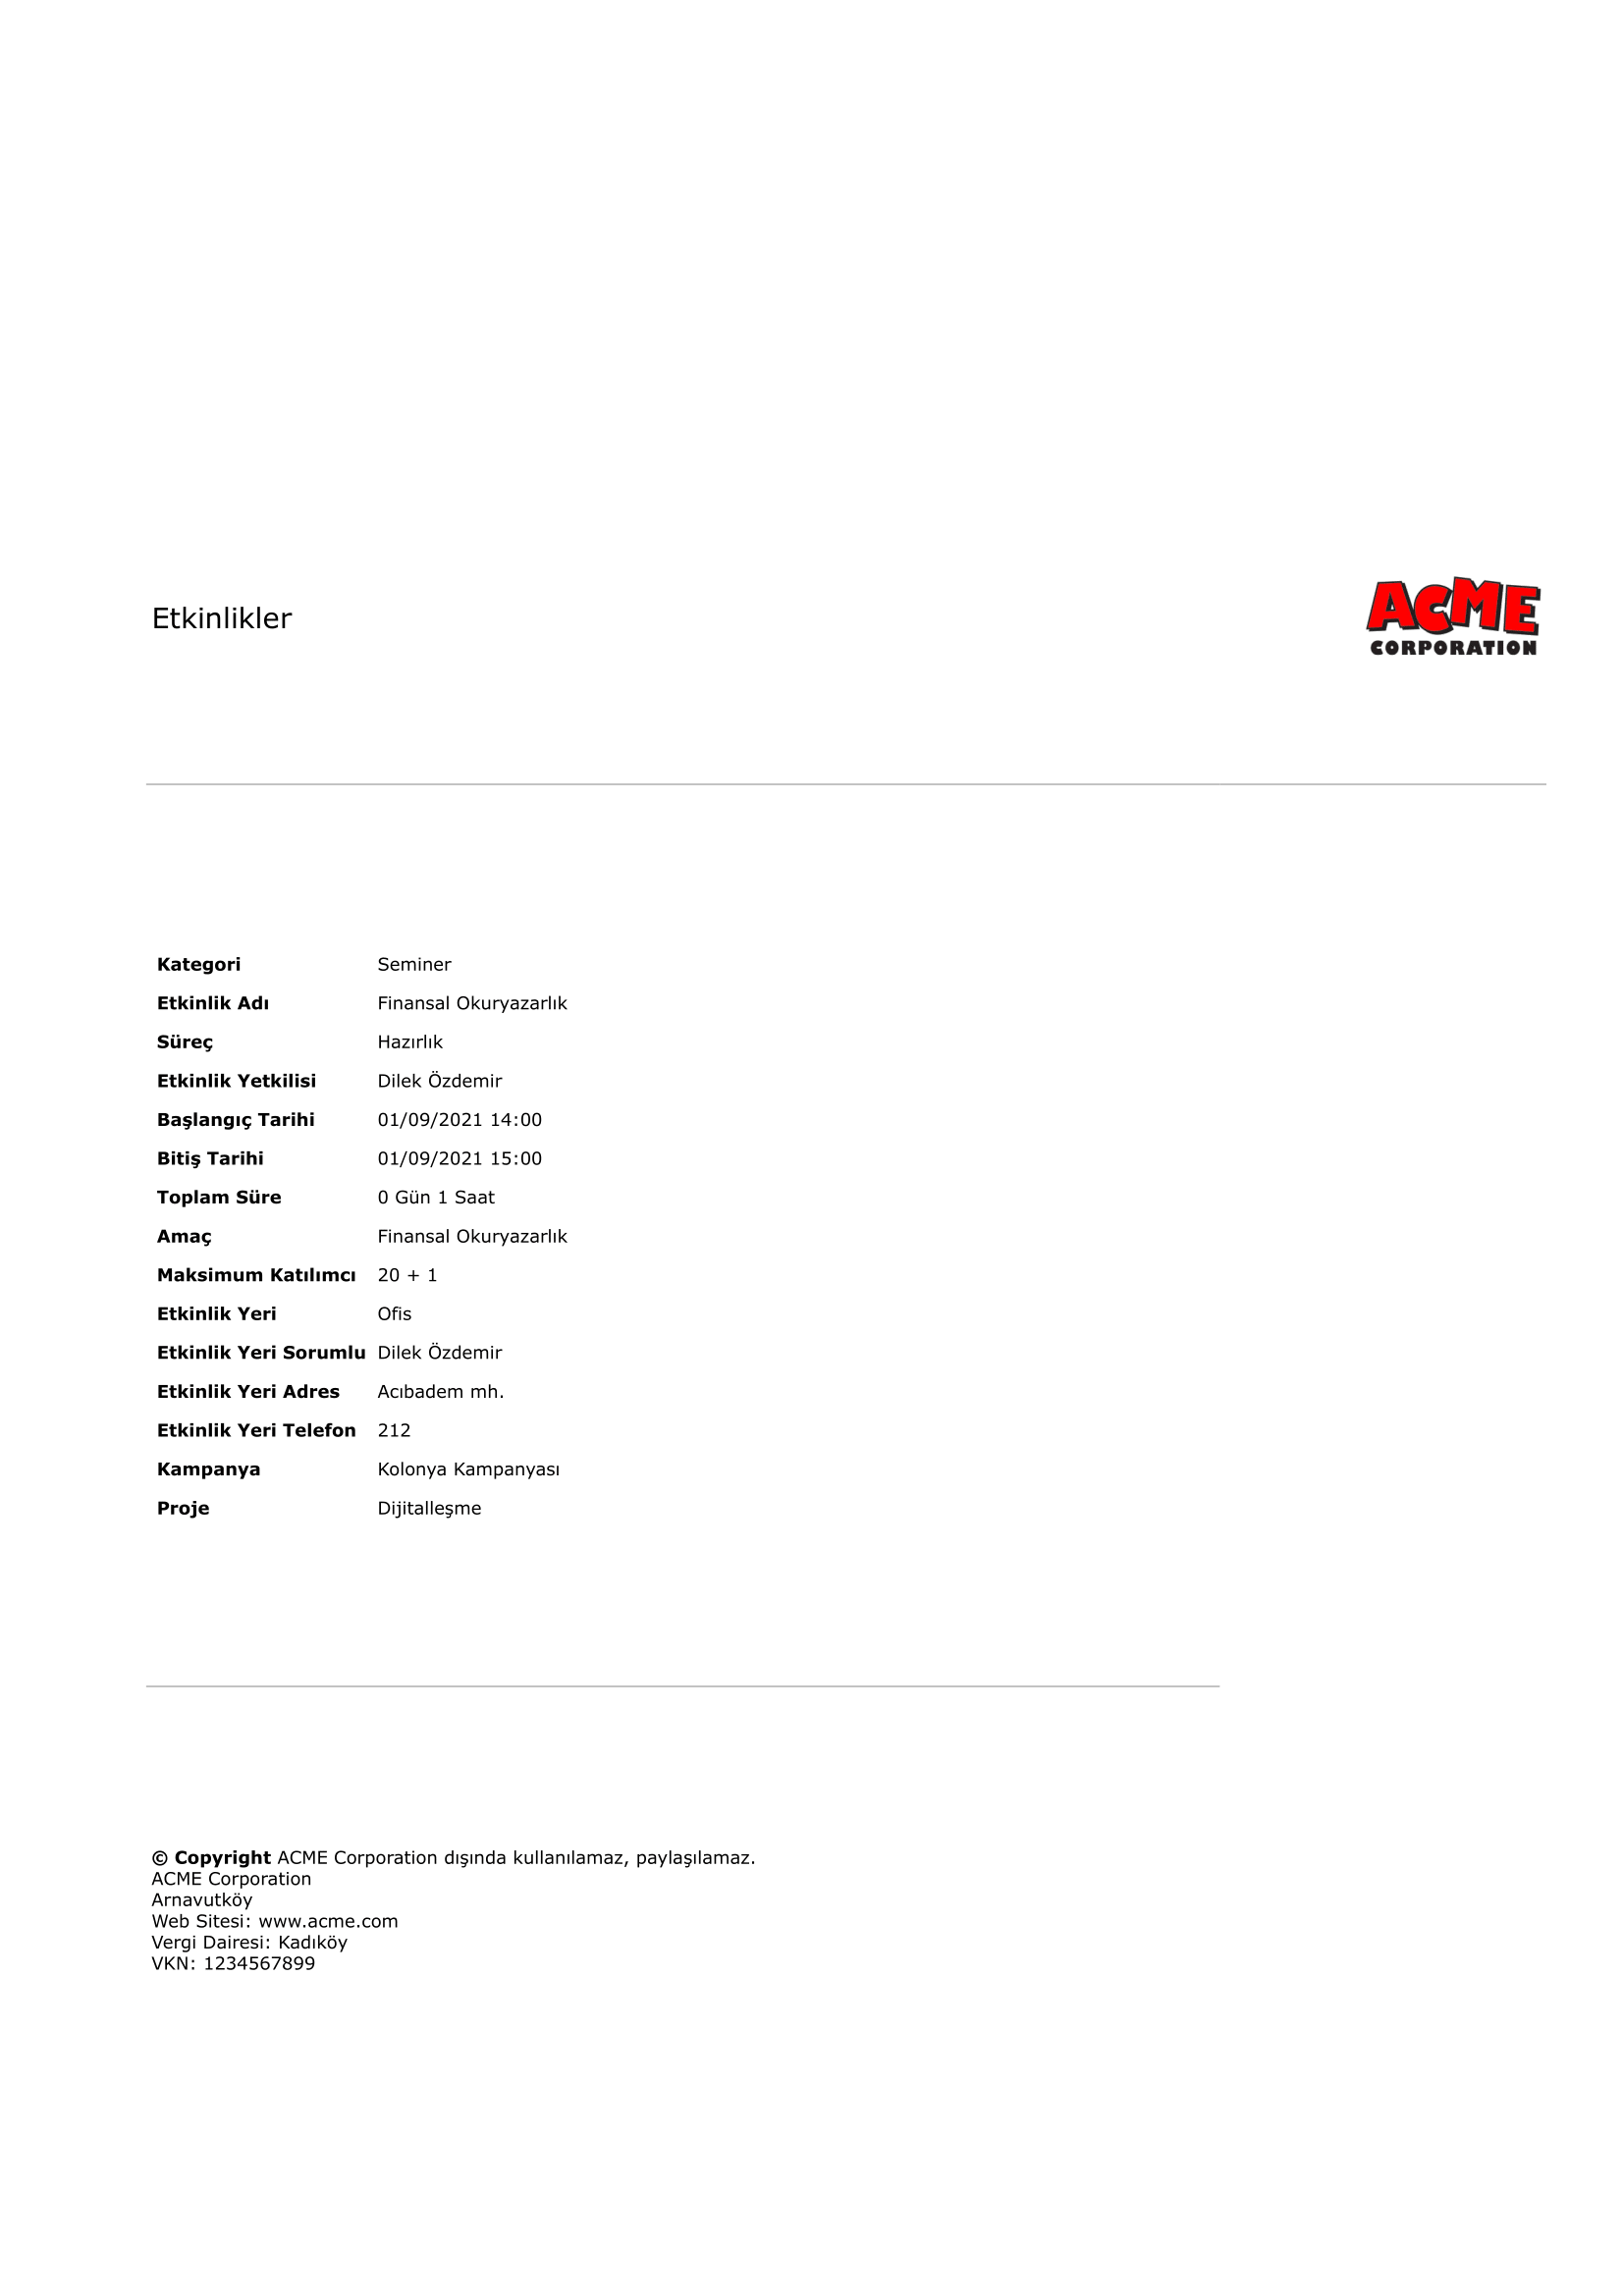 Etkinlikler
ACME
CORPORATION
Kategori Seminer
Etkinlik Adı Finansal Okuryazarlık
Süreç Hazırlık
Etkinlik Yetkilisi Dilek Özdemir
Başlangıç Tarihi 01/09/2021 14:00
Bitiş Tarihi 01/09/2021 15:00
Toplam Süre 0 Gün 1 Saat
Amaç Finansal Okuryazarlık
Maksimum Katılımcı 20 + 1
Etkinlik Yeri Ofis
Etkinlik Yeri Sorumlu Dilek Özdemir
Etkinlik Yeri Adres Acıbadem mh.
Etkinlik Yeri Telefon 212
Kampanya Kolonya Kampanyası
Proje Dijitalleşme
© Copyright ACME Corporation dışında kullanılamaz, paylaşılamaz.
ACME Corporation
Arnavutköy
Web Sitesi: www.acme.com
Vergi Dairesi: Kadıköy
VKN: 1234567899